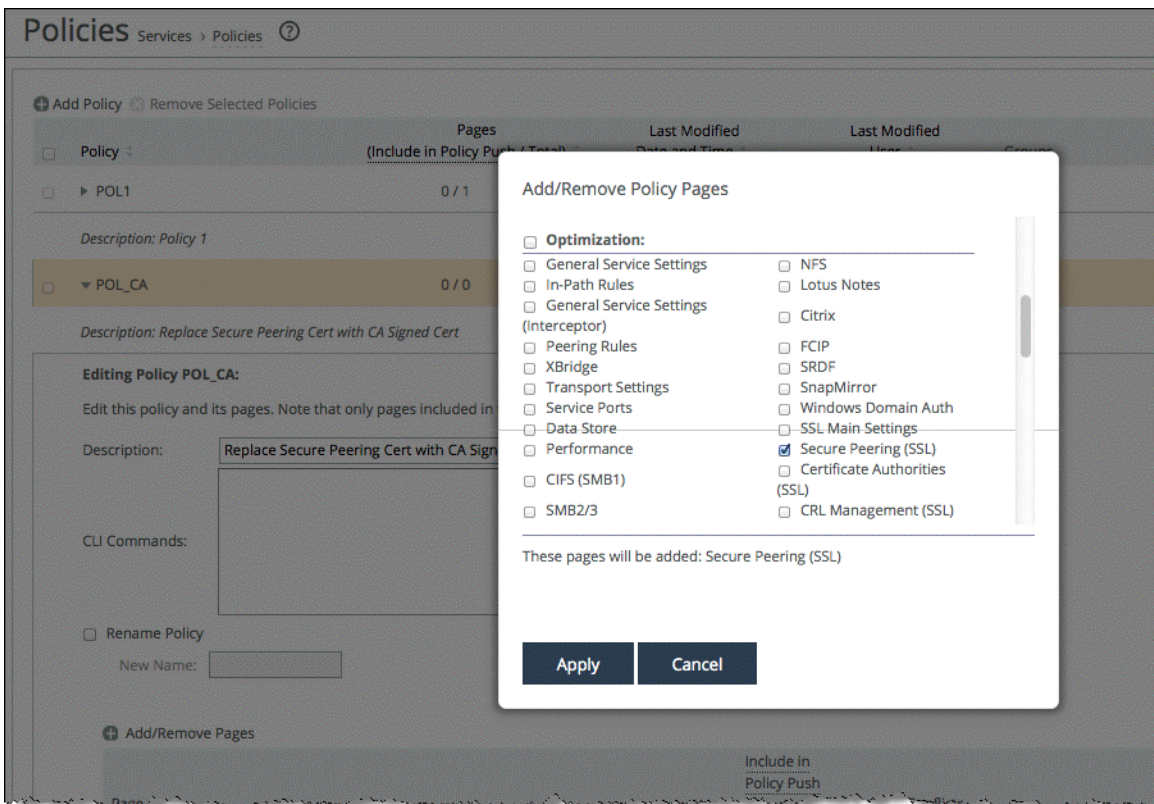 Policies Services › Policies ?
Add Policy Remove Selected Policies
Policy
Pages
(Include in Policy Push / Total)
Last Modified
Date and Time
Last Modified
User
Groups
POL1 0 / 1
Description: Policy 1
POL_CA 0 / 0
Description: Replace Secure Peering Cert with CA Signed Cert
Editing Policy POL_CA:
Edit this policy and its pages. Note that only pages included in
Description: Replace Secure Peering Cert with CA Sign
CLI Commands:
Rename Policy
New Name:
Add/Remove Pages
Include in
Policy Push
Page
Add/Remove Policy Pages
Optimization:
General Service Settings
In-Path Rules
General Service Settings
(Interceptor)
Peering Rules
XBridge
Transport Settings
Service Ports
Data Store
Performance
CIFS (SMB1)
SMB2/3
NFS
Lotus Notes
Citrix
FCIP
SRDF
SnapMirror
Windows Domain Auth
SSL Main Settings
Secure Peering (SSL)
Certificate Authorities
(SSL)
CRL Management (SSL)
These pages will be added: Secure Peering (SSL)
Apply
Cancel